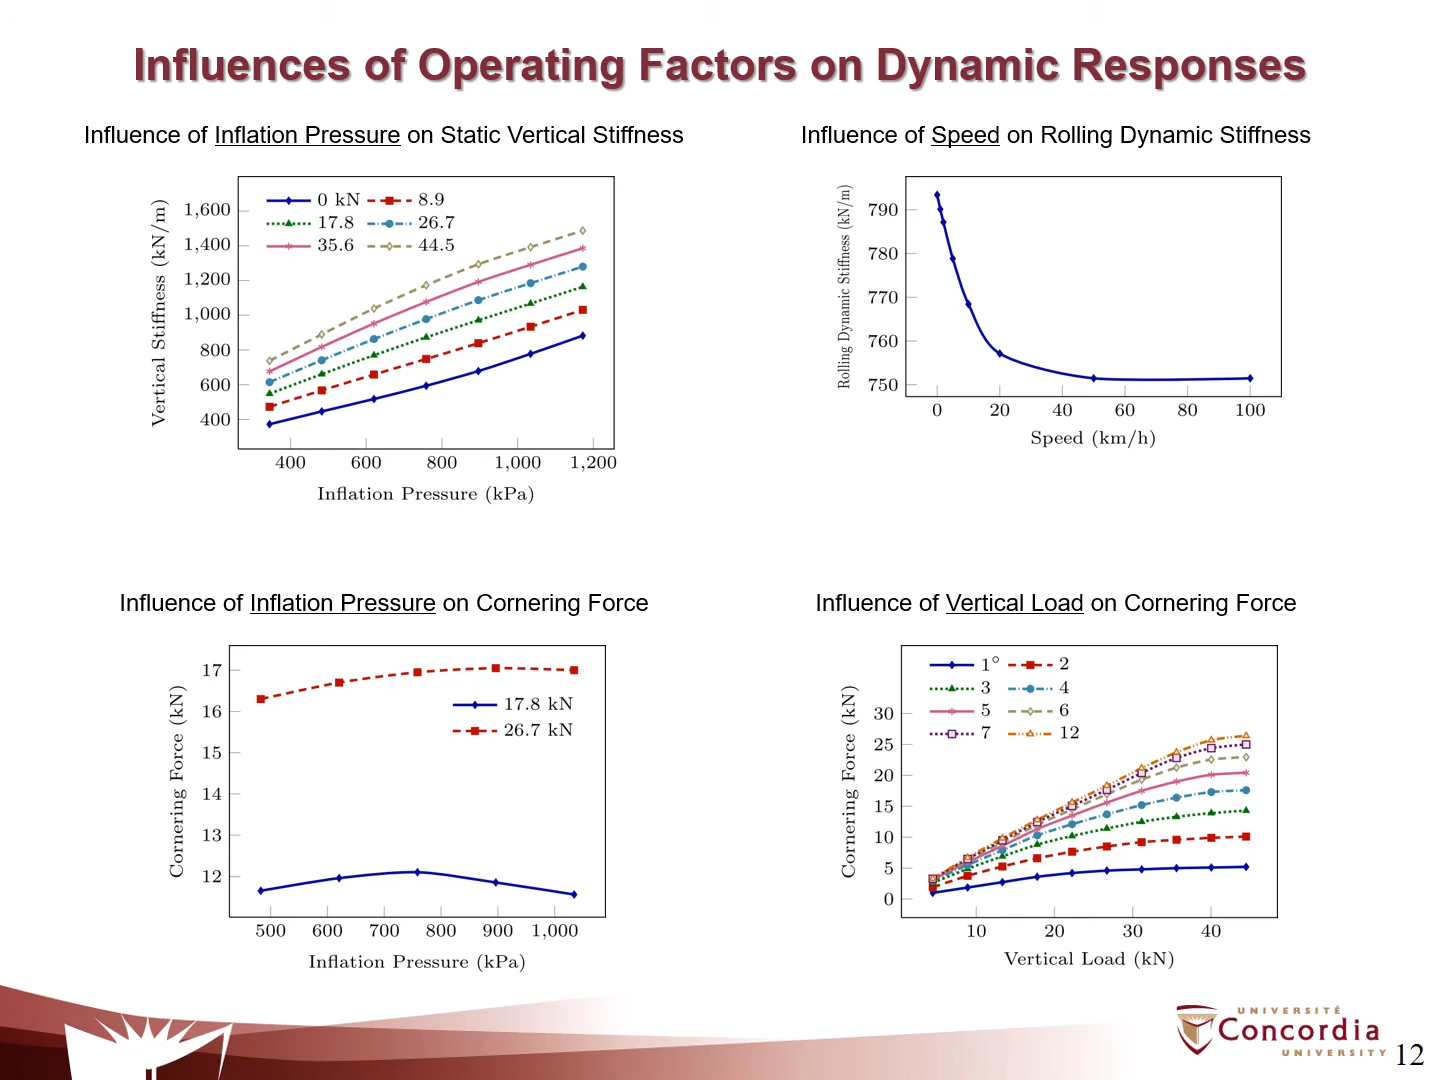 Influences of Operating Factors on Dynamic Responses
Influence of Inflation Pressure on Static Vertical Stiffness
Vertical Stiffness (kN/m)
1,600
1,400
1,200
1,000
800
600
400
0 kN 8.9
17.8 26.7
35.6 44.5
400 600 800 1,000 1,200
Inflation Pressure (kPa)
Influence of Speed on Rolling Dynamic Stiffness
Rolling Dynamic Stiffness (kN/m)
790
780
770
760
750
0 20 40 60 80 100
Speed (km/h)
Influence of Inflation Pressure on Cornering Force
Cornering Force (kN)
17
16
15
14
13
12
17.8 kN
26.7 kN
500 600 700 800 900 1,000
Inflation Pressure (kPa)
Influence of Vertical Load on Cornering Force
Cornering Force (kN)
30
25
20
15
10
5
0
1° 2
3 4
5 6
7 12
10 20 30 40
Vertical Load (kN)
UNIVERSITÉ
Concordia
UNIVERSITY
12